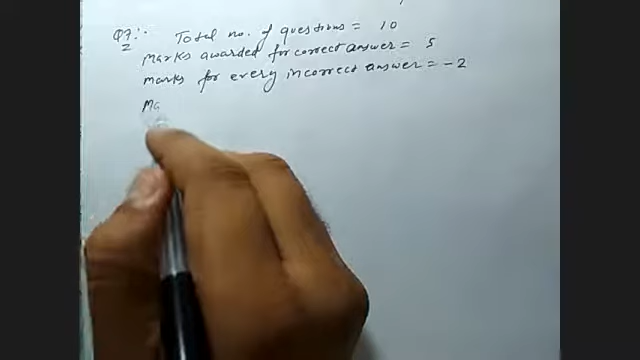 Q7:- Total no. of questions = 10
2
Marks awarded for correct answer = 5
marks for every incorrect answer = -2
Ma